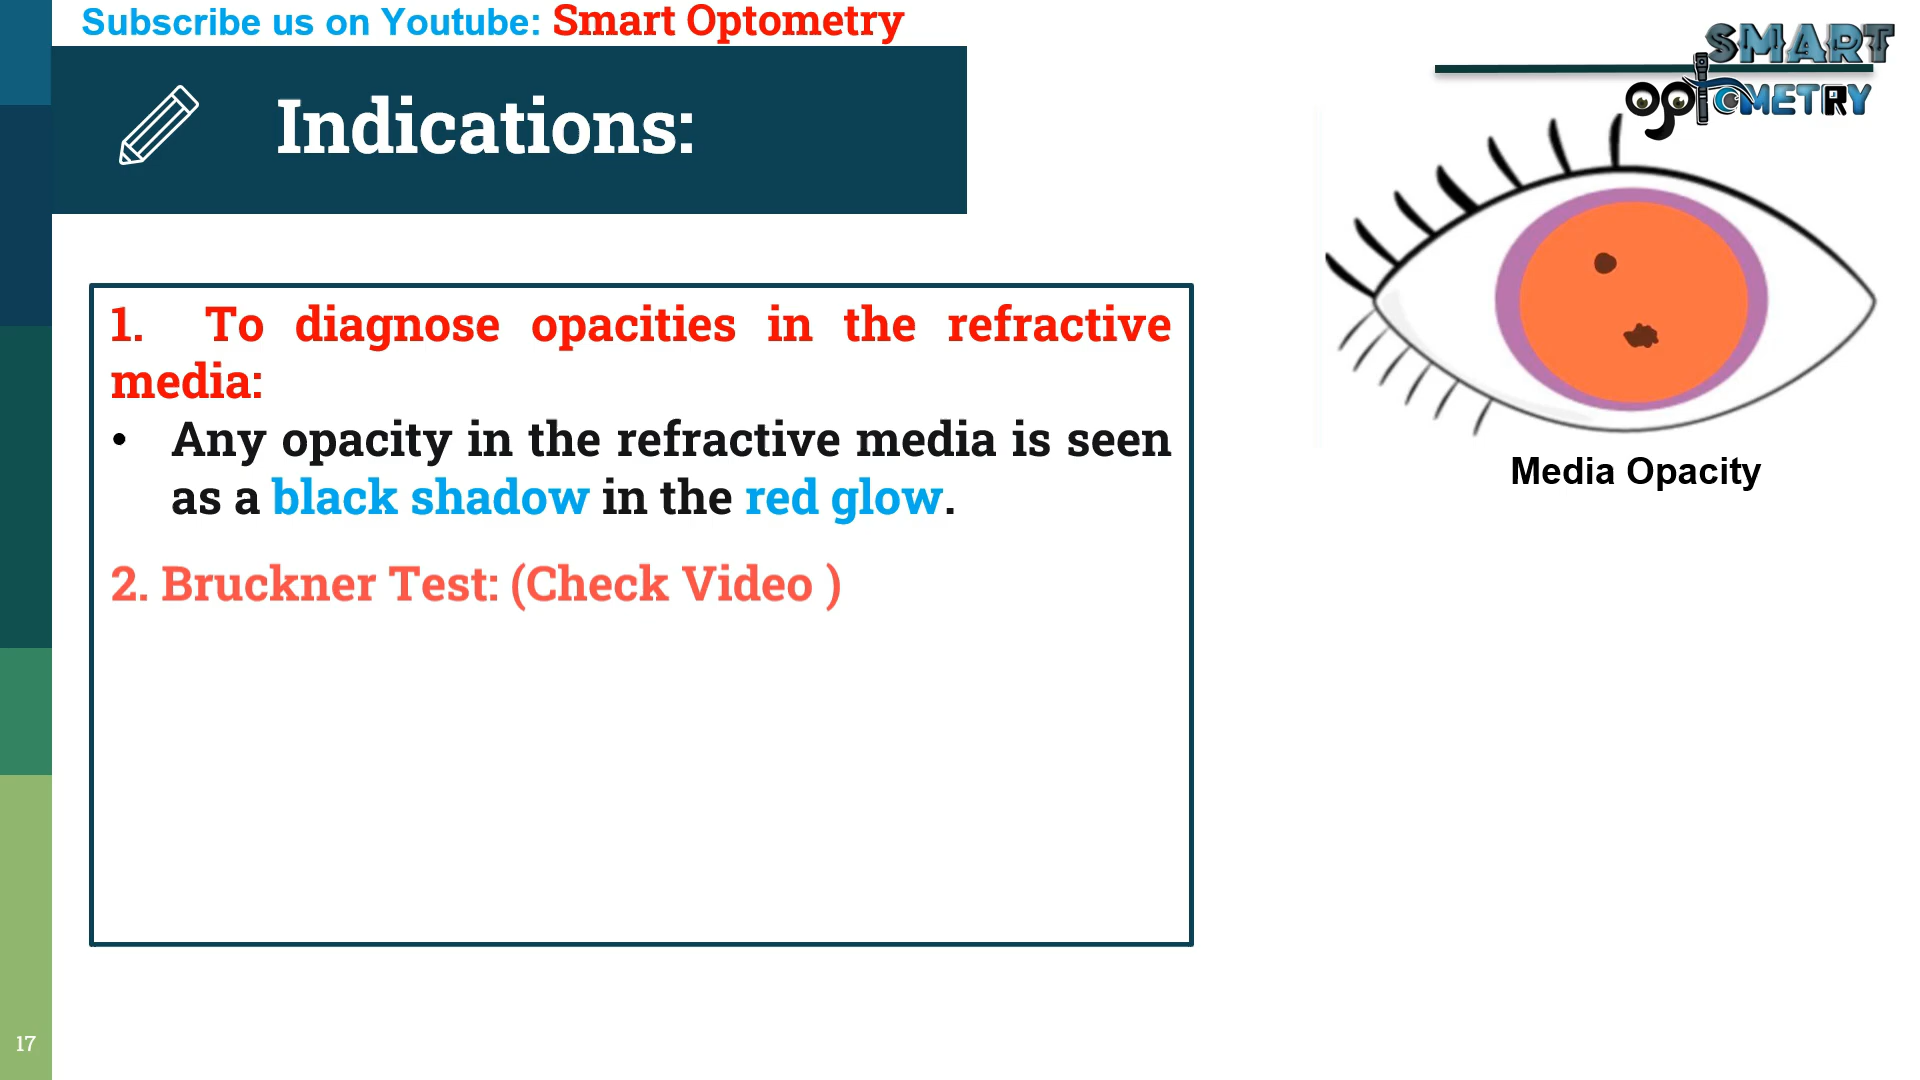 Subscribe us on Youtube: Smart Optometry
SMART
OPTOMETRY
Indications:
1. To diagnose opacities in the refractive
media:
• Any opacity in the refractive media is seen
as a black shadow in the red glow.
2. Bruckner Test: (Check Video )
Media Opacity
17